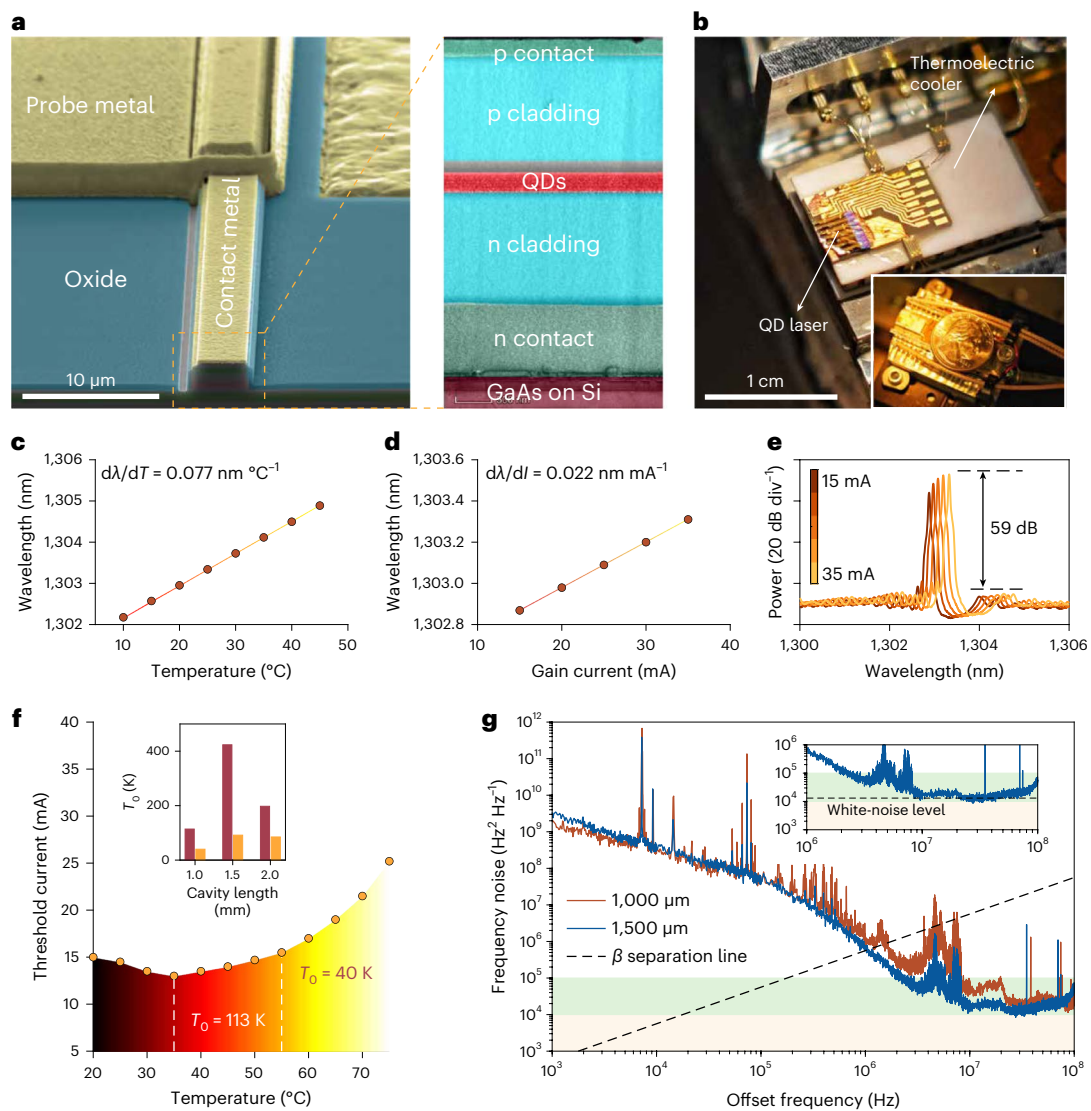 a
Probe metal
Contact metal
Oxide
10 μm
p contact
p cladding
QDs
n cladding
n contact
GaAs on Si
b
Thermoelectric
cooler
QD laser
1 cm
c
dλ/dT = 0.077 nm °C⁻¹
Wavelength (nm)
1,306
1,305
1,304
1,303
1,302
10
20
30
40
50
Temperature (°C)
d
dλ/dI = 0.022 nm mA⁻¹
Wavelength (nm)
1,303.6
1,303.4
1,303.2
1,303.0
1,302.8
10
20
30
40
Gain current (mA)
e
Power (20 dB div⁻¹)
15 mA
35 mA
59 dB
1,300
1,302
1,304
1,306
Wavelength (nm)
f
Threshold current (mA)
40
35
30
25
20
15
10
5
20
30
40
50
60
70
Temperature (°C)
T₀ = 113 K
T₀ = 40 K
T₀ (K)
400
200
0
1.0
1.5
2.0
Cavity length
(mm)
g
Frequency noise (Hz² Hz⁻¹)
10¹²
10¹¹
10¹⁰
10⁹
10⁸
10⁷
10⁶
10⁵
10⁴
10³
10³
10⁴
10⁵
10⁶
10⁷
10⁸
Offset frequency (Hz)
1,000 μm
1,500 μm
β separation line
10⁶
10⁵
10⁴
10³
White-noise level
10⁶
10⁷
10⁸